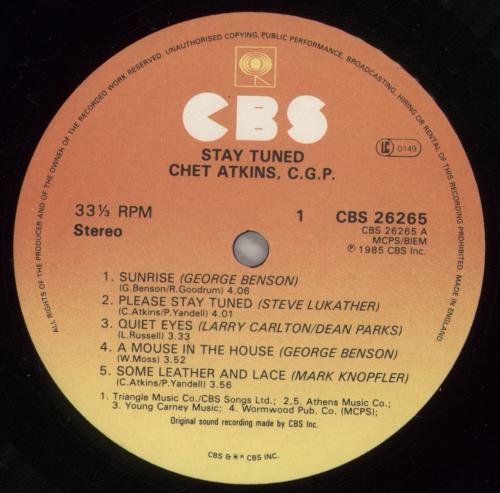 ALL RIGHTS OF THE PRODUCER AND OF THE OWNER OF THE RECORDED WORK RESERVED. UNAUTHORISED COPYING, PUBLIC PERFORMANCE, BROADCASTING, HIRING OR RENTAL OF THIS RECORDING PROHIBITED. MADE IN ENGLAND.
CBS
STAY TUNED
CHET ATKINS, C.G.P.
LC 0149
33⅓ RPM
Stereo
1
CBS 26265
CBS 26265 A
MCPS/BIEM
℗ 1985 CBS Inc.
1. SUNRISE (GEORGE BENSON)
(G.Benson/R.Goodrum) 4.06
2. PLEASE STAY TUNED (STEVE LUKATHER)
(C.Atkins/P.Yandell) 4.01
3. QUIET EYES (LARRY CARLTON/DEAN PARKS)
(L.Russell) 3.33
4. A MOUSE IN THE HOUSE (GEORGE BENSON)
(W.Moss) 3.52
5. SOME LEATHER AND LACE (MARK KNOPFLER)
(C.Atkins/P.Yandell) 3.56
1. Triangle Music Co./CBS Songs Ltd.; 2,5. Athens Music Co.;
3. Young Carney Music; 4. Wormwood Pub. Co. (MCPS);
Original sound recording made by CBS Inc.
CBS & ◉® CBS INC.